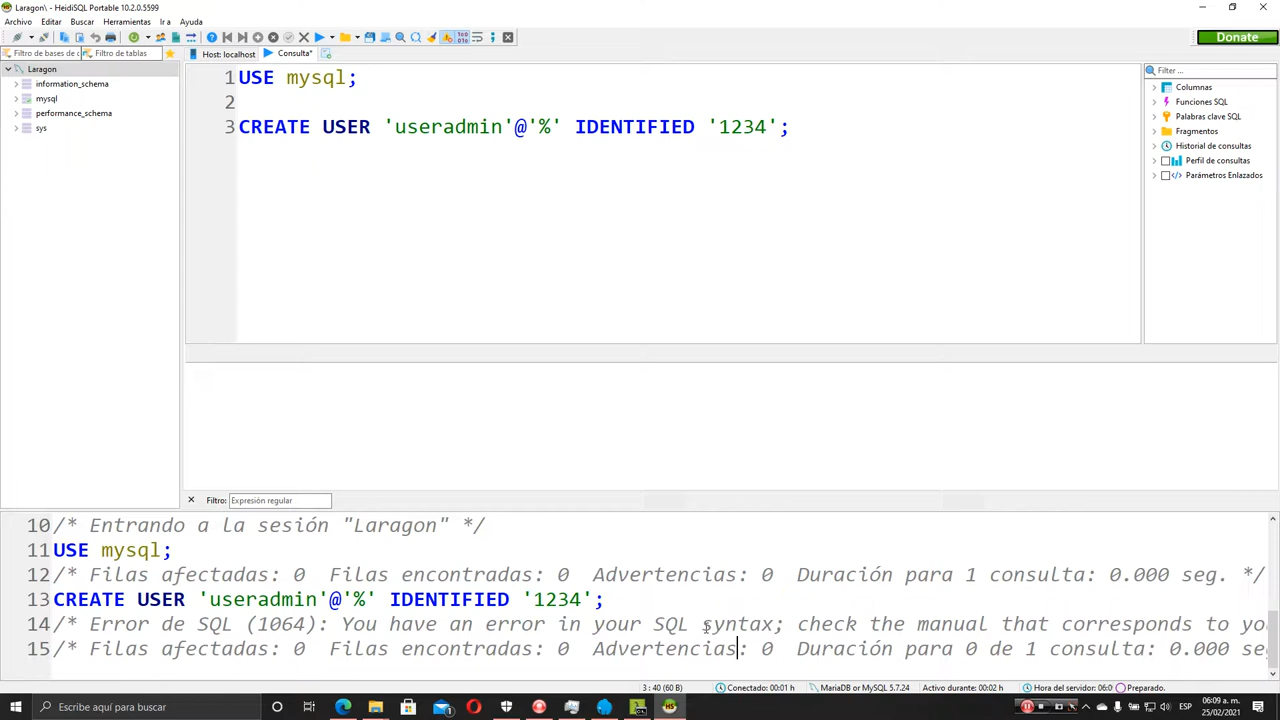 Laragon\ - HeidiSQL Portable 10.2.0.5599
Archivo Editar Buscar Herramientas Ir a Ayuda
Donate
Filtro de bases de c Filtro de tablas
Host: localhost Consulta*
Laragon
information_schema
mysql
performance_schema
sys
1 USE mysql;
2
3 CREATE USER 'useradmin'@'%' IDENTIFIED '1234';
Filter ...
Columnas
Funciones SQL
Palabras clave SQL
Fragmentos
Historial de consultas
Perfil de consultas
Parámetros Enlazados
Filtro: Expresión regular
10 /* Entrando a la sesión "Laragon" */
11 USE mysql;
12 /* Filas afectadas: 0 Filas encontradas: 0 Advertencias: 0 Duración para 1 consulta: 0.000 seg. */
13 CREATE USER 'useradmin'@'%' IDENTIFIED '1234';
14 /* Error de SQL (1064): You have an error in your SQL syntax; check the manual that corresponds to yo
15 /* Filas afectadas: 0 Filas encontradas: 0 Advertencias: 0 Duración para 0 de 1 consulta: 0.000 seg
3 : 40 (60 B) Conectado: 00:01 h MariaDB or MySQL 5.7.24 Activo durante: 00:02 h Hora del servidor: 06:0 Preparado.
Escribe aquí para buscar
ESP
06:09 a. m.
25/02/2021